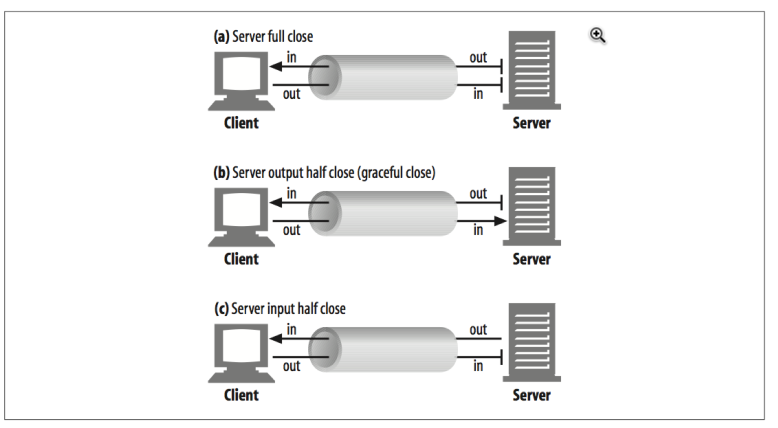 (a) Server full close
in
out
out
in
Client
Server
(b) Server output half close (graceful close)
in
out
out
in
Client
Server
(c) Server input half close
in
out
out
in
Client
Server